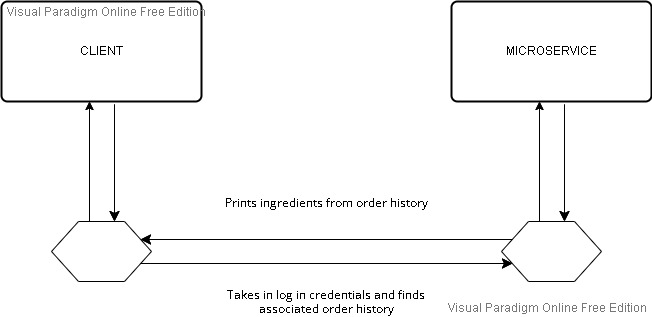 Visual Paradigm Online Free Edition
CLIENT
MICROSERVICE
Prints ingredients from order history
Takes in log in credentials and finds
associated order history
Visual Paradigm Online Free Edition